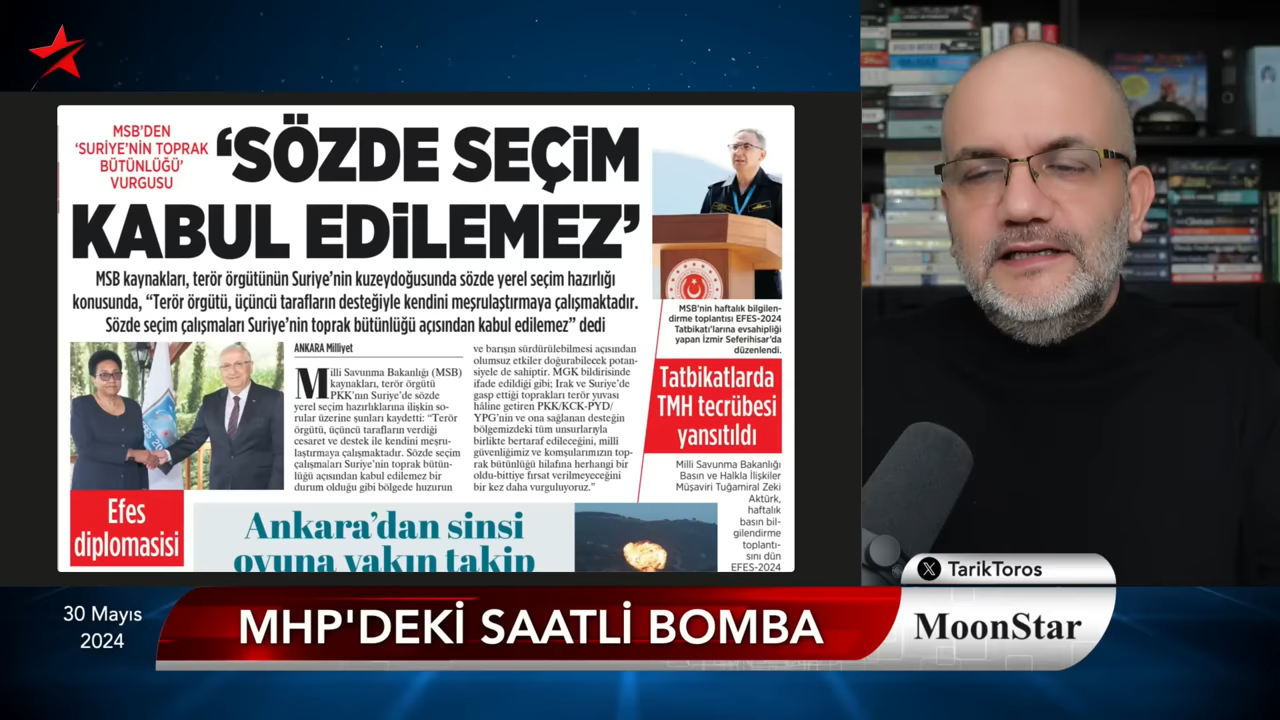 MSB'DEN
'SURİYE'NİN TOPRAK
BÜTÜNLÜĞÜ'
VURGUSU
'SÖZDE SEÇİM
KABUL EDİLEMEZ'
MSB kaynakları, terör örgütünün Suriye'nin kuzeydoğusunda sözde yerel seçim hazırlığı
konusunda, "Terör örgütü, üçüncü tarafların desteğiyle kendini meşrulaştırmaya çalışmaktadır.
Sözde seçim çalışmaları Suriye'nin toprak bütünlüğü açısından kabul edilemez" dedi
MSB'nin haftalık bilgilen-
dirme toplantısı EFES-2024
Tatbikatı'larına evsahipliği
yapan İzmir Seferihisar'da
düzenlendi.
ANKARA Milliyet
Milli Savunma Bakanlığı (MSB)
kaynakları, terör örgütü
PKK'nın Suriye'de sözde
yerel seçim hazırlıklarına ilişkin so-
rular üzerine şunları kaydetti: "Terör
örgütü, üçüncü tarafların verdiği
cesaret ve destek ile kendini meşru-
laştırmaya çalışmaktadır. Sözde seçim
çalışmaları Suriye'nin toprak bütün-
lüğü açısından kabul edilemez bir
durum olduğu gibi bölgede huzurun
ve barışın sürdürülebilmesi açısından
olumsuz etkiler doğurabilecek potan-
siyele de sahiptir. MGK bildirisinde
ifade edildiği gibi; Irak ve Suriye'de
gasp ettiği toprakları terör yuvası
hâline getiren PKK/KCK-PYD/
YPG'nin ve ona sağlanan desteğin
bölgemizdeki tüm unsurlarıyla
birlikte bertaraf edileceğini, millî
güvenliğimiz ve komşularımızın top-
rak bütünlüğü hilafına herhangi bir
oldu-bittiye fırsat verilmeyeceğini
bir kez daha vurguluyoruz."
Tatbikatlarda
TMH tecrübesi
yansıtıldı
Milli Savunma Bakanlığı
Basın ve Halkla İlişkiler
Müşaviri Tuğamiral Zeki
Aktürk,
haftalık
basın bil-
gilendirme
toplantı-
sını dün
EFES-2024
Efes
diplomasisi
Ankara'dan sinsi
oyuna yakın takip
X TarikToros
MoonStar
30 Mayıs
2024
MHP'DEKİ SAATLİ BOMBA